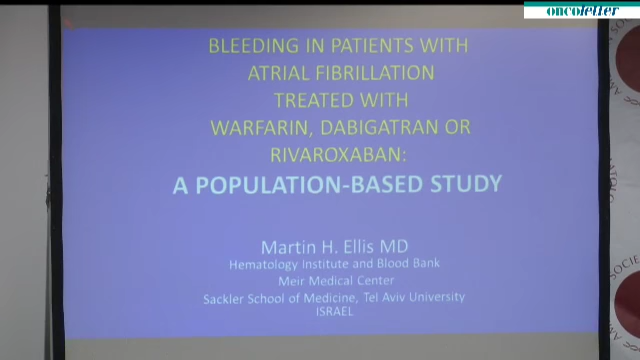 oncoletter
BLEEDING IN PATIENTS WITH
ATRIAL FIBRILLATION
TREATED WITH
WARFARIN, DABIGATRAN OR
RIVAROXABAN:
A POPULATION-BASED STUDY
Martin H. Ellis MD
Hematology Institute and Blood Bank
Meir Medical Center
Sackler School of Medicine, Tel Aviv University
ISRAEL